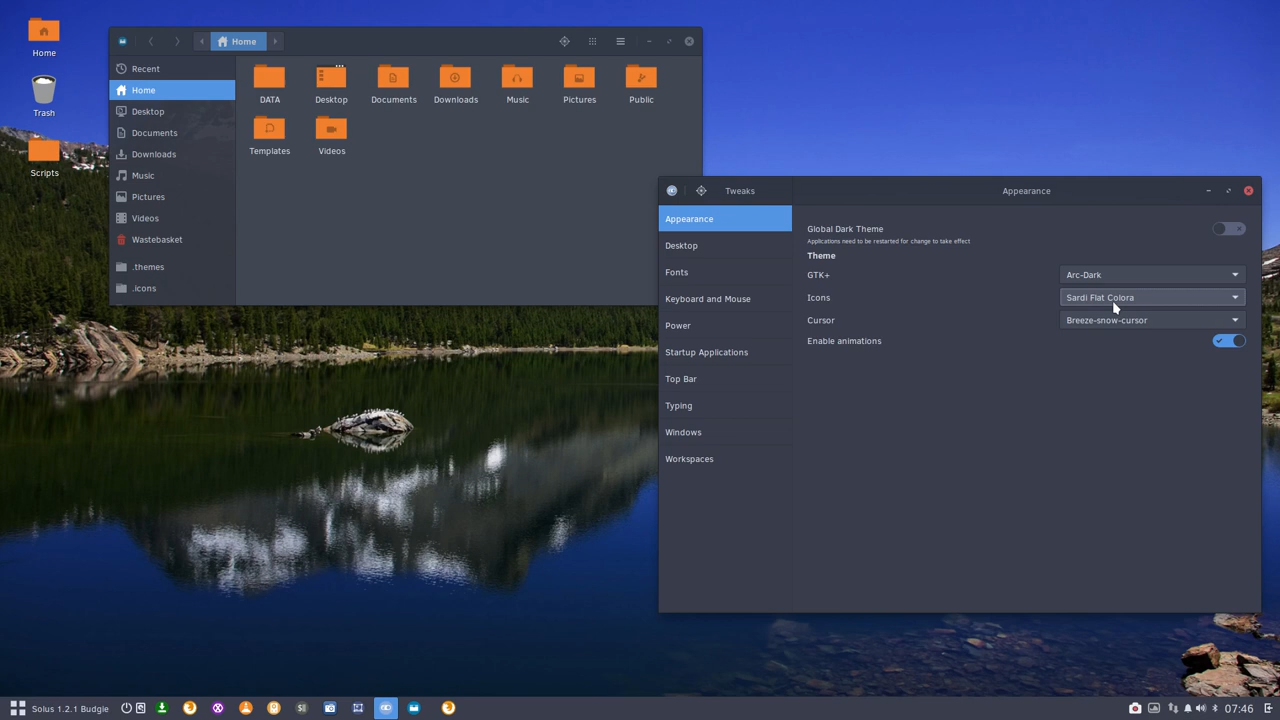 Home
Trash
Scripts
Home
Recent
Home
Desktop
Documents
Downloads
Music
Pictures
Videos
Wastebasket
.themes
.icons
DATA
Desktop
Documents
Downloads
Music
Pictures
Public
Templates
Videos
Tweaks
Appearance
Appearance
Desktop
Fonts
Keyboard and Mouse
Power
Startup Applications
Top Bar
Typing
Windows
Workspaces
Global Dark Theme
Applications need to be restarted for change to take effect
Theme
GTK+
Arc-Dark
Icons
Sardi Flat Colora
Cursor
Breeze-snow-cursor
Enable animations
Solus 1.2.1 Budgie
07:46